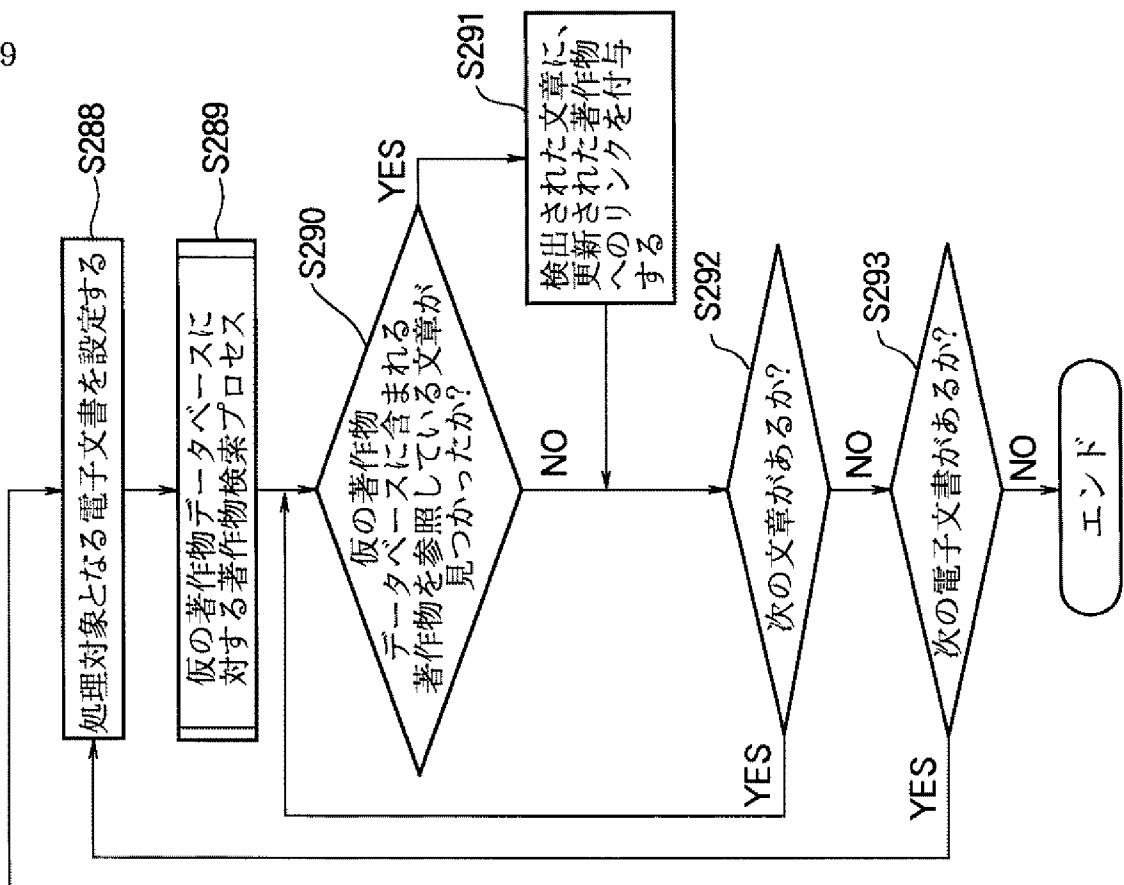 9
S288
処理対象となる電子文書を設定する
S289
仮の著作物データベースに
対する著作物検索プロセス
S290
仮の著作物
データベースに含まれる
著作物を参照している文章が
見つかったか?
YES
NO
S291
検出された文章に、
更新された著作物
へのリンクを付与
する
S292
次の文章があるか?
YES
NO
S293
次の電子文書があるか?
YES
NO
エンド